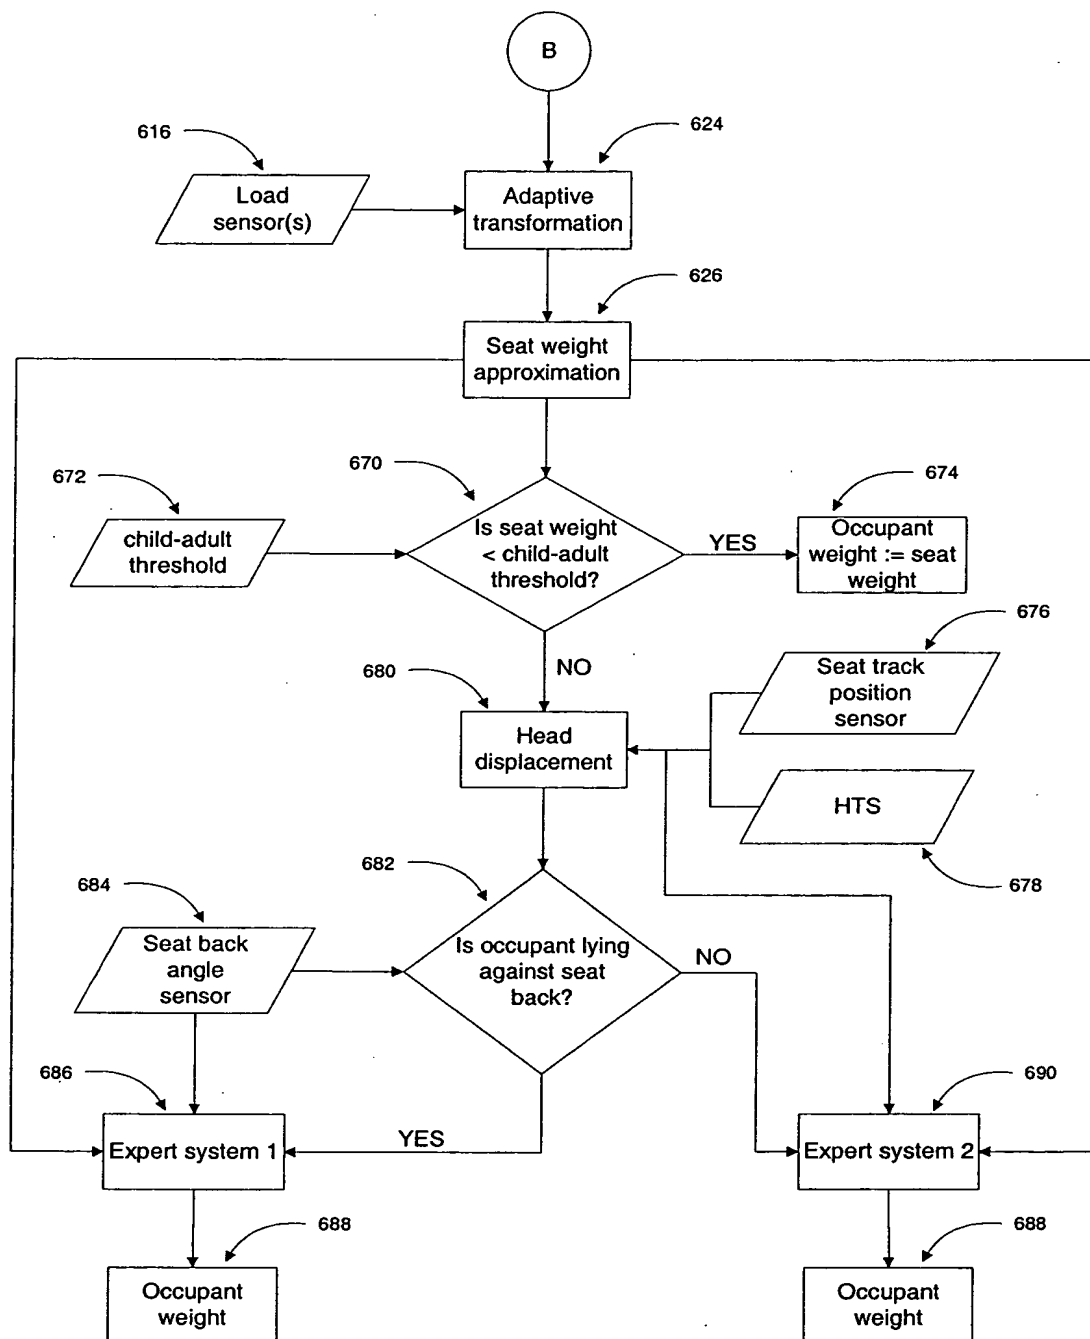 B
616
624
Load
sensor(s)
Adaptive
transformation
626
Seat weight
approximation
672
670
674
child-adult
threshold
Is seat weight
< child-adult
threshold?
YES
Occupant
weight := seat
weight
676
NO
680
Seat track
position
sensor
Head
displacement
HTS
682
678
684
Seat back
angle
sensor
Is occupant lying
against seat
back?
NO
686
690
Expert system 1
YES
Expert system 2
688
688
Occupant
weight
Occupant
weight